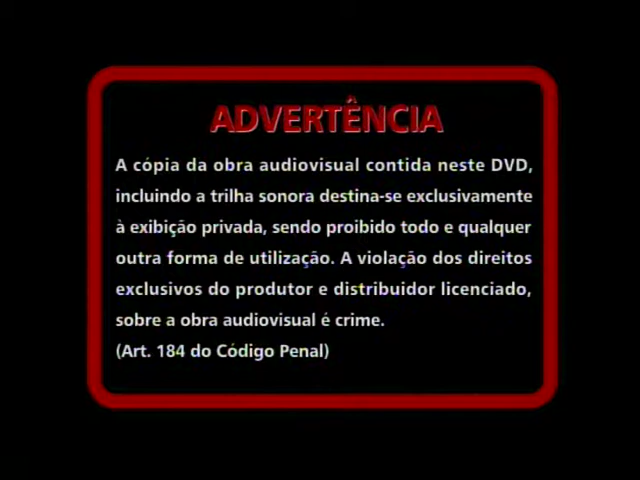 ADVERTÊNCIA
A cópia da obra audiovisual contida neste DVD,
incluindo a trilha sonora destina-se exclusivamente
à exibição privada, sendo proibido todo e qualquer
outra forma de utilização. A violação dos direitos
exclusivos do produtor e distribuidor licenciado,
sobre a obra audiovisual é crime.
(Art. 184 do Código Penal)